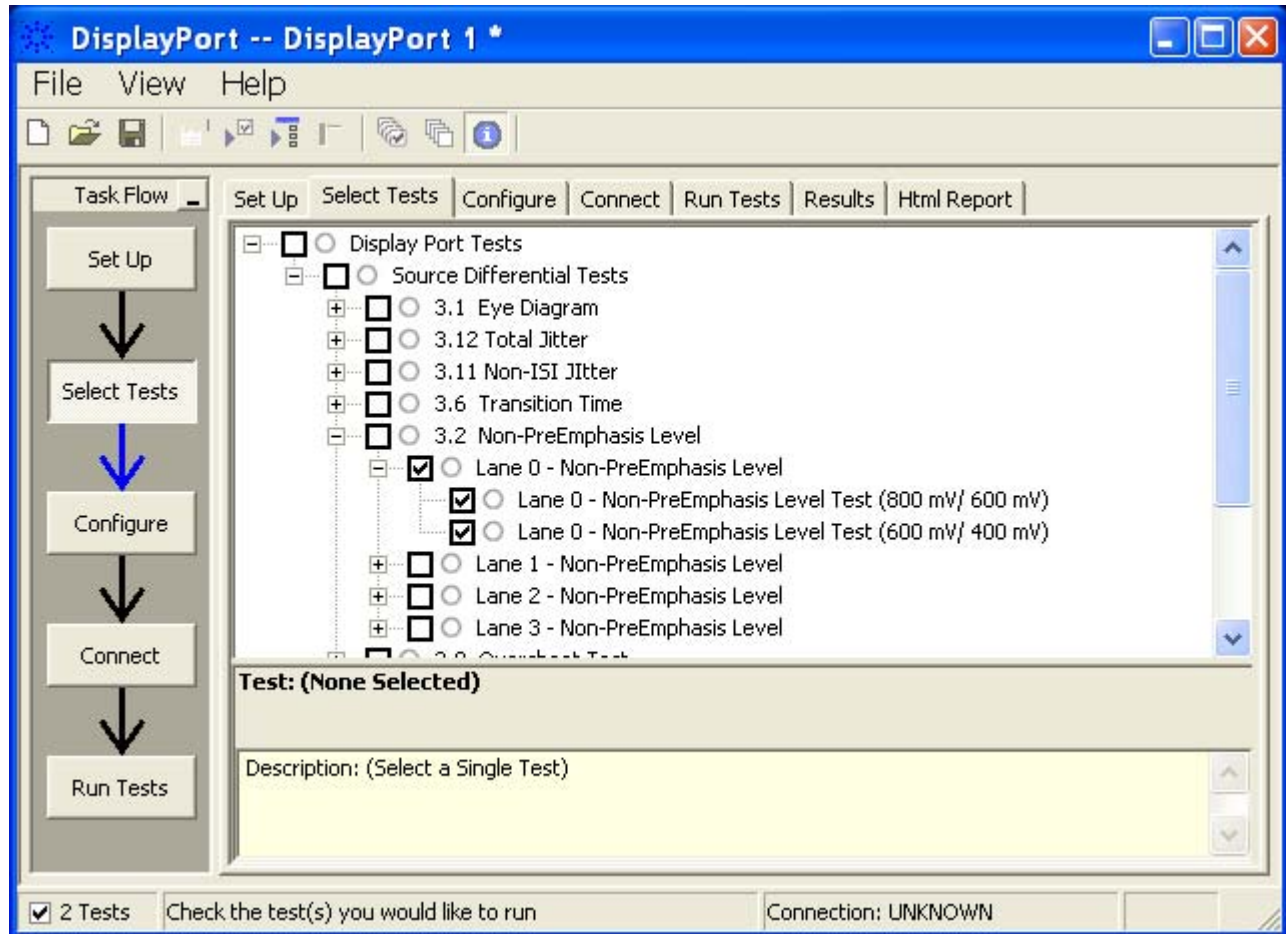 DisplayPort -- DisplayPort 1 *
File View Help
Task Flow
Set Up
Select Tests
Configure
Connect
Run Tests
Set Up Select Tests Configure Connect Run Tests Results Html Report
Display Port Tests
Source Differential Tests
3.1 Eye Diagram
3.12 Total Jitter
3.11 Non-ISI JItter
3.6 Transition Time
3.2 Non-PreEmphasis Level
Lane 0 - Non-PreEmphasis Level
Lane 0 - Non-PreEmphasis Level Test (800 mV/ 600 mV)
Lane 0 - Non-PreEmphasis Level Test (600 mV/ 400 mV)
Lane 1 - Non-PreEmphasis Level
Lane 2 - Non-PreEmphasis Level
Lane 3 - Non-PreEmphasis Level
Test: (None Selected)
Description: (Select a Single Test)
2 Tests Check the test(s) you would like to run Connection: UNKNOWN